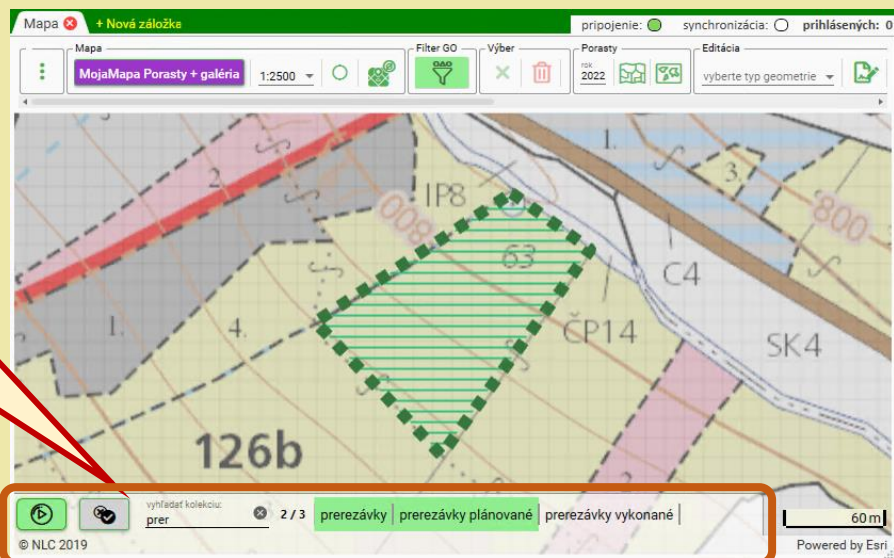 Mapa + Nová záložka
pripojenie: synchronizácia: prihlásených: 0
Mapa Filter GO Výber Porasty Editácia
rok
MojaMapa Porasty + galéria 1:2500 2022 vyberte typ geometrie
1.
2.
3.
IP8
800
63
800
C4
1.
4.
ČP14
SK4
126b
2.
vyhľadať kolekciu:
prer 2 / 3 prerezávky prerezávky plánované prerezávky vykonané 60 m
© NLC 2019 Powered by Esri